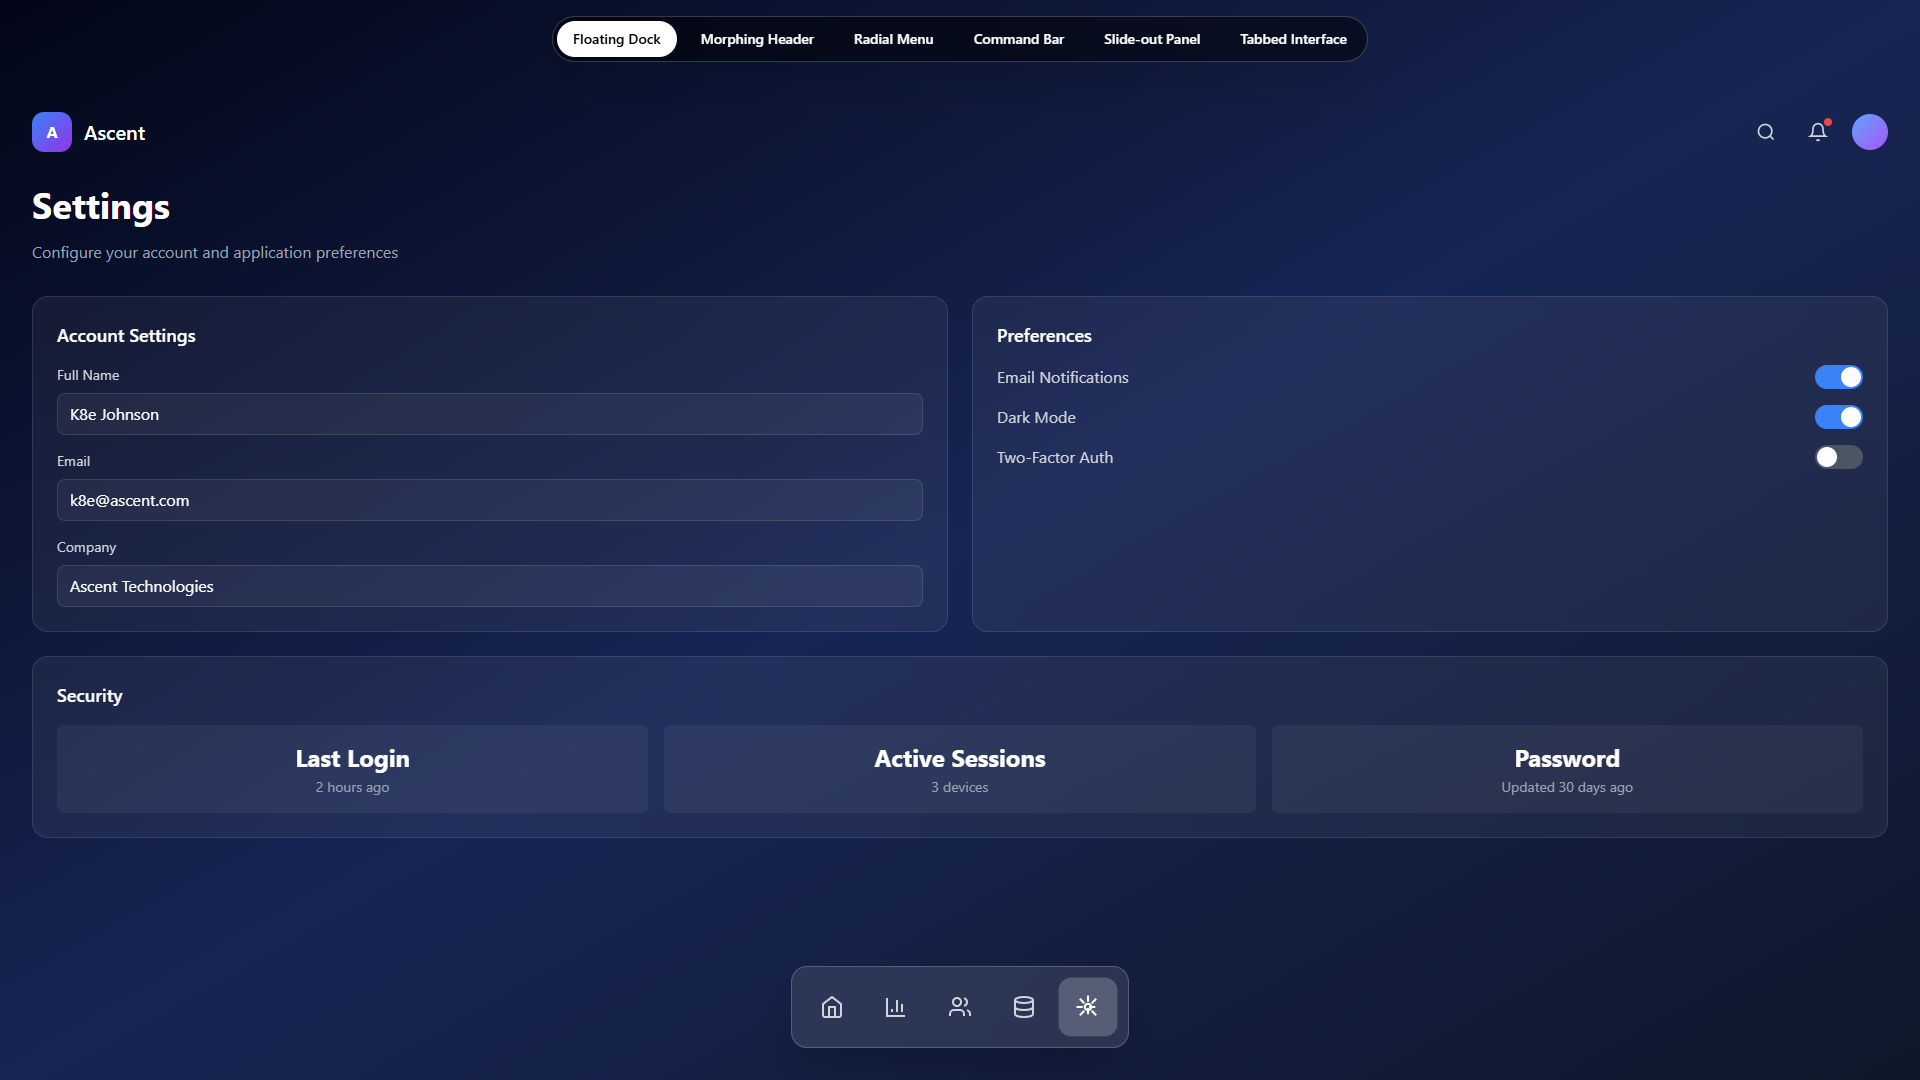 Floating Dock
Morphing Header
Radial Menu
Command Bar
Slide-out Panel
Tabbed Interface
A
Ascent
Settings
Configure your account and application preferences
Account Settings
Full Name
K8e Johnson
Email
k8e@ascent.com
Company
Ascent Technologies
Preferences
Email Notifications
Dark Mode
Two-Factor Auth
Security
Last Login
2 hours ago
Active Sessions
3 devices
Password
Updated 30 days ago